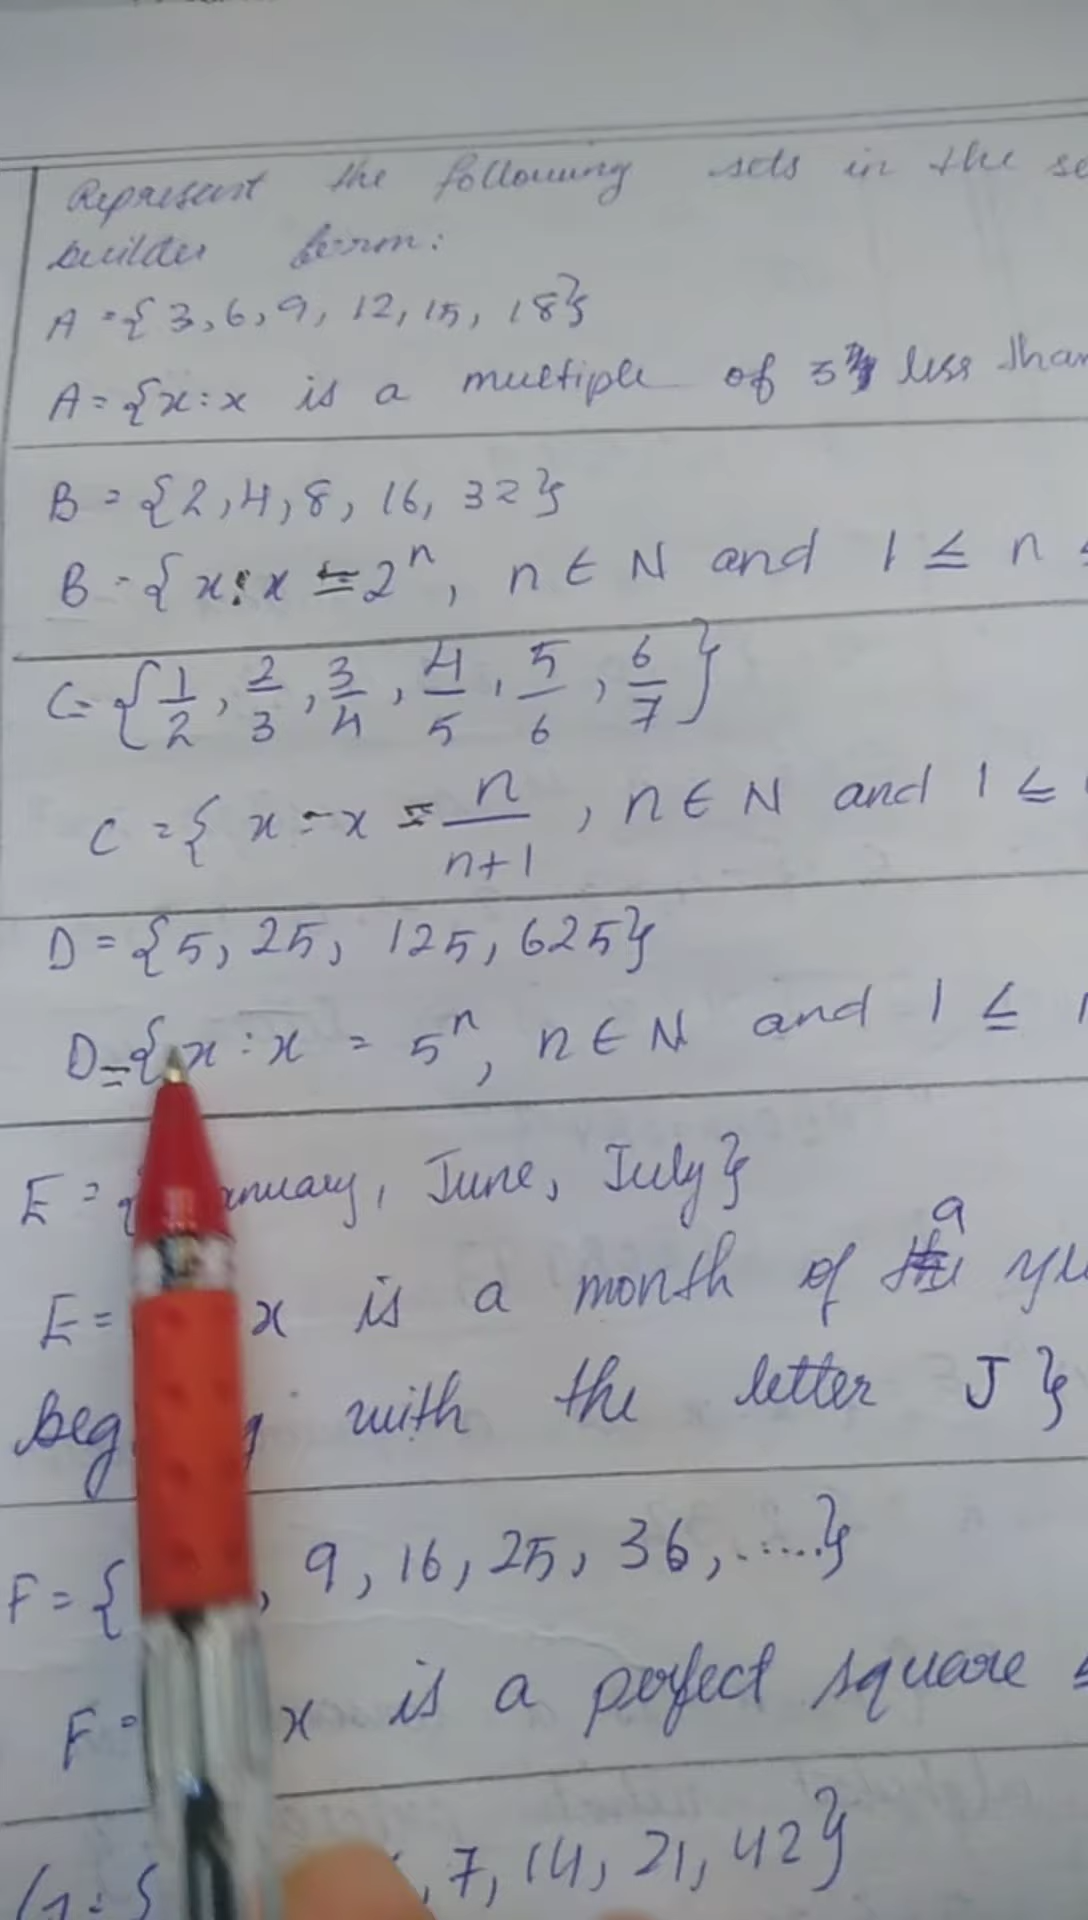 Represent the following sets in the se
builder form:
A = {3, 6, 9, 12, 15, 18}
A = {x : x is a multiple of 3 less than
B = {2, 4, 8, 16, 32}
B = {x : x = 2ⁿ, n ∈ N and 1 ≤ n ≤
C = {1/2, 2/3, 3/4, 4/5, 5/6, 6/7}
C = { x : x = n/n+1, n ∈ N and 1 ≤
D = {5, 25, 125, 625}
D = {x : x = 5ⁿ, n ∈ N and 1 ≤
E = { anuary, June, July}
E = x is a month of a ye
beg g with the letter J}
F = { , 9, 16, 25, 36, .....}
F = x is a perfect square
, 7, 14, 21, 42}